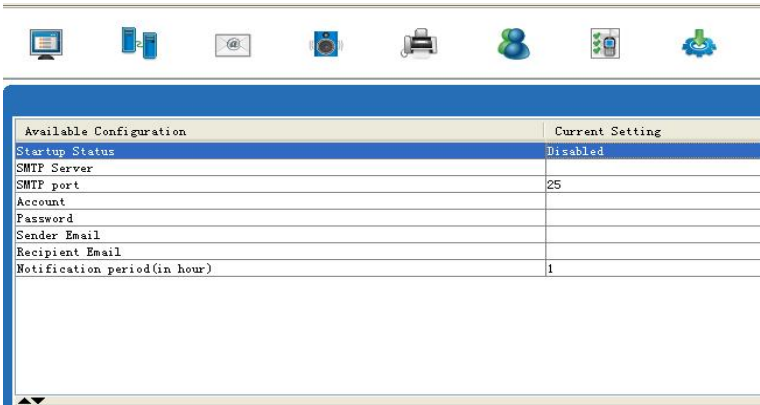 @
Available Configuration Current Setting
Startup Status Disabled
SMTP Server
SMTP port 25
Account
Password
Sender Email
Recipient Email
Notification period(in hour) 1